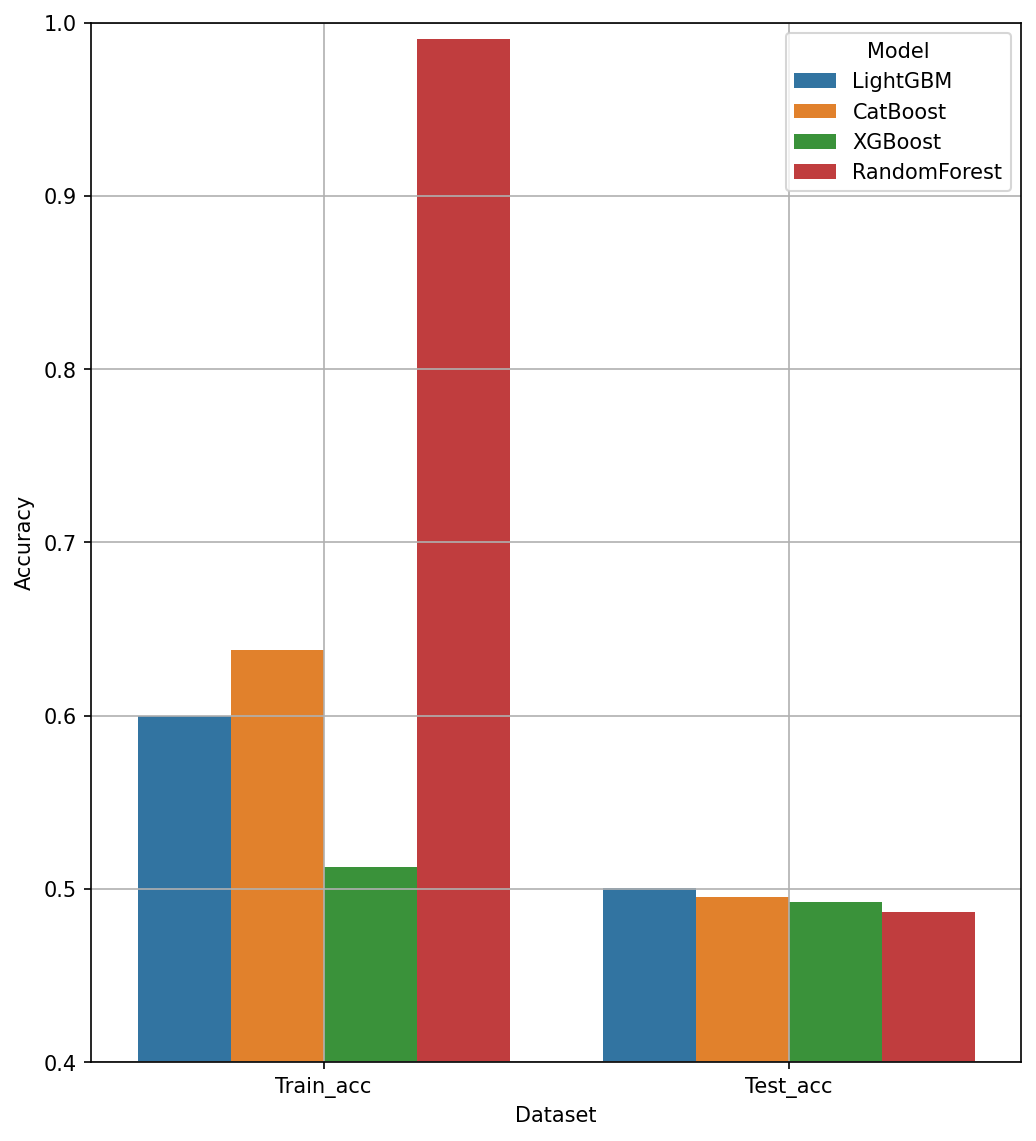 1.0
0.9
0.8
0.7
0.6
0.5
0.4
Accuracy
Model
LightGBM
CatBoost
XGBoost
RandomForest
Train_acc
Test_acc
Dataset